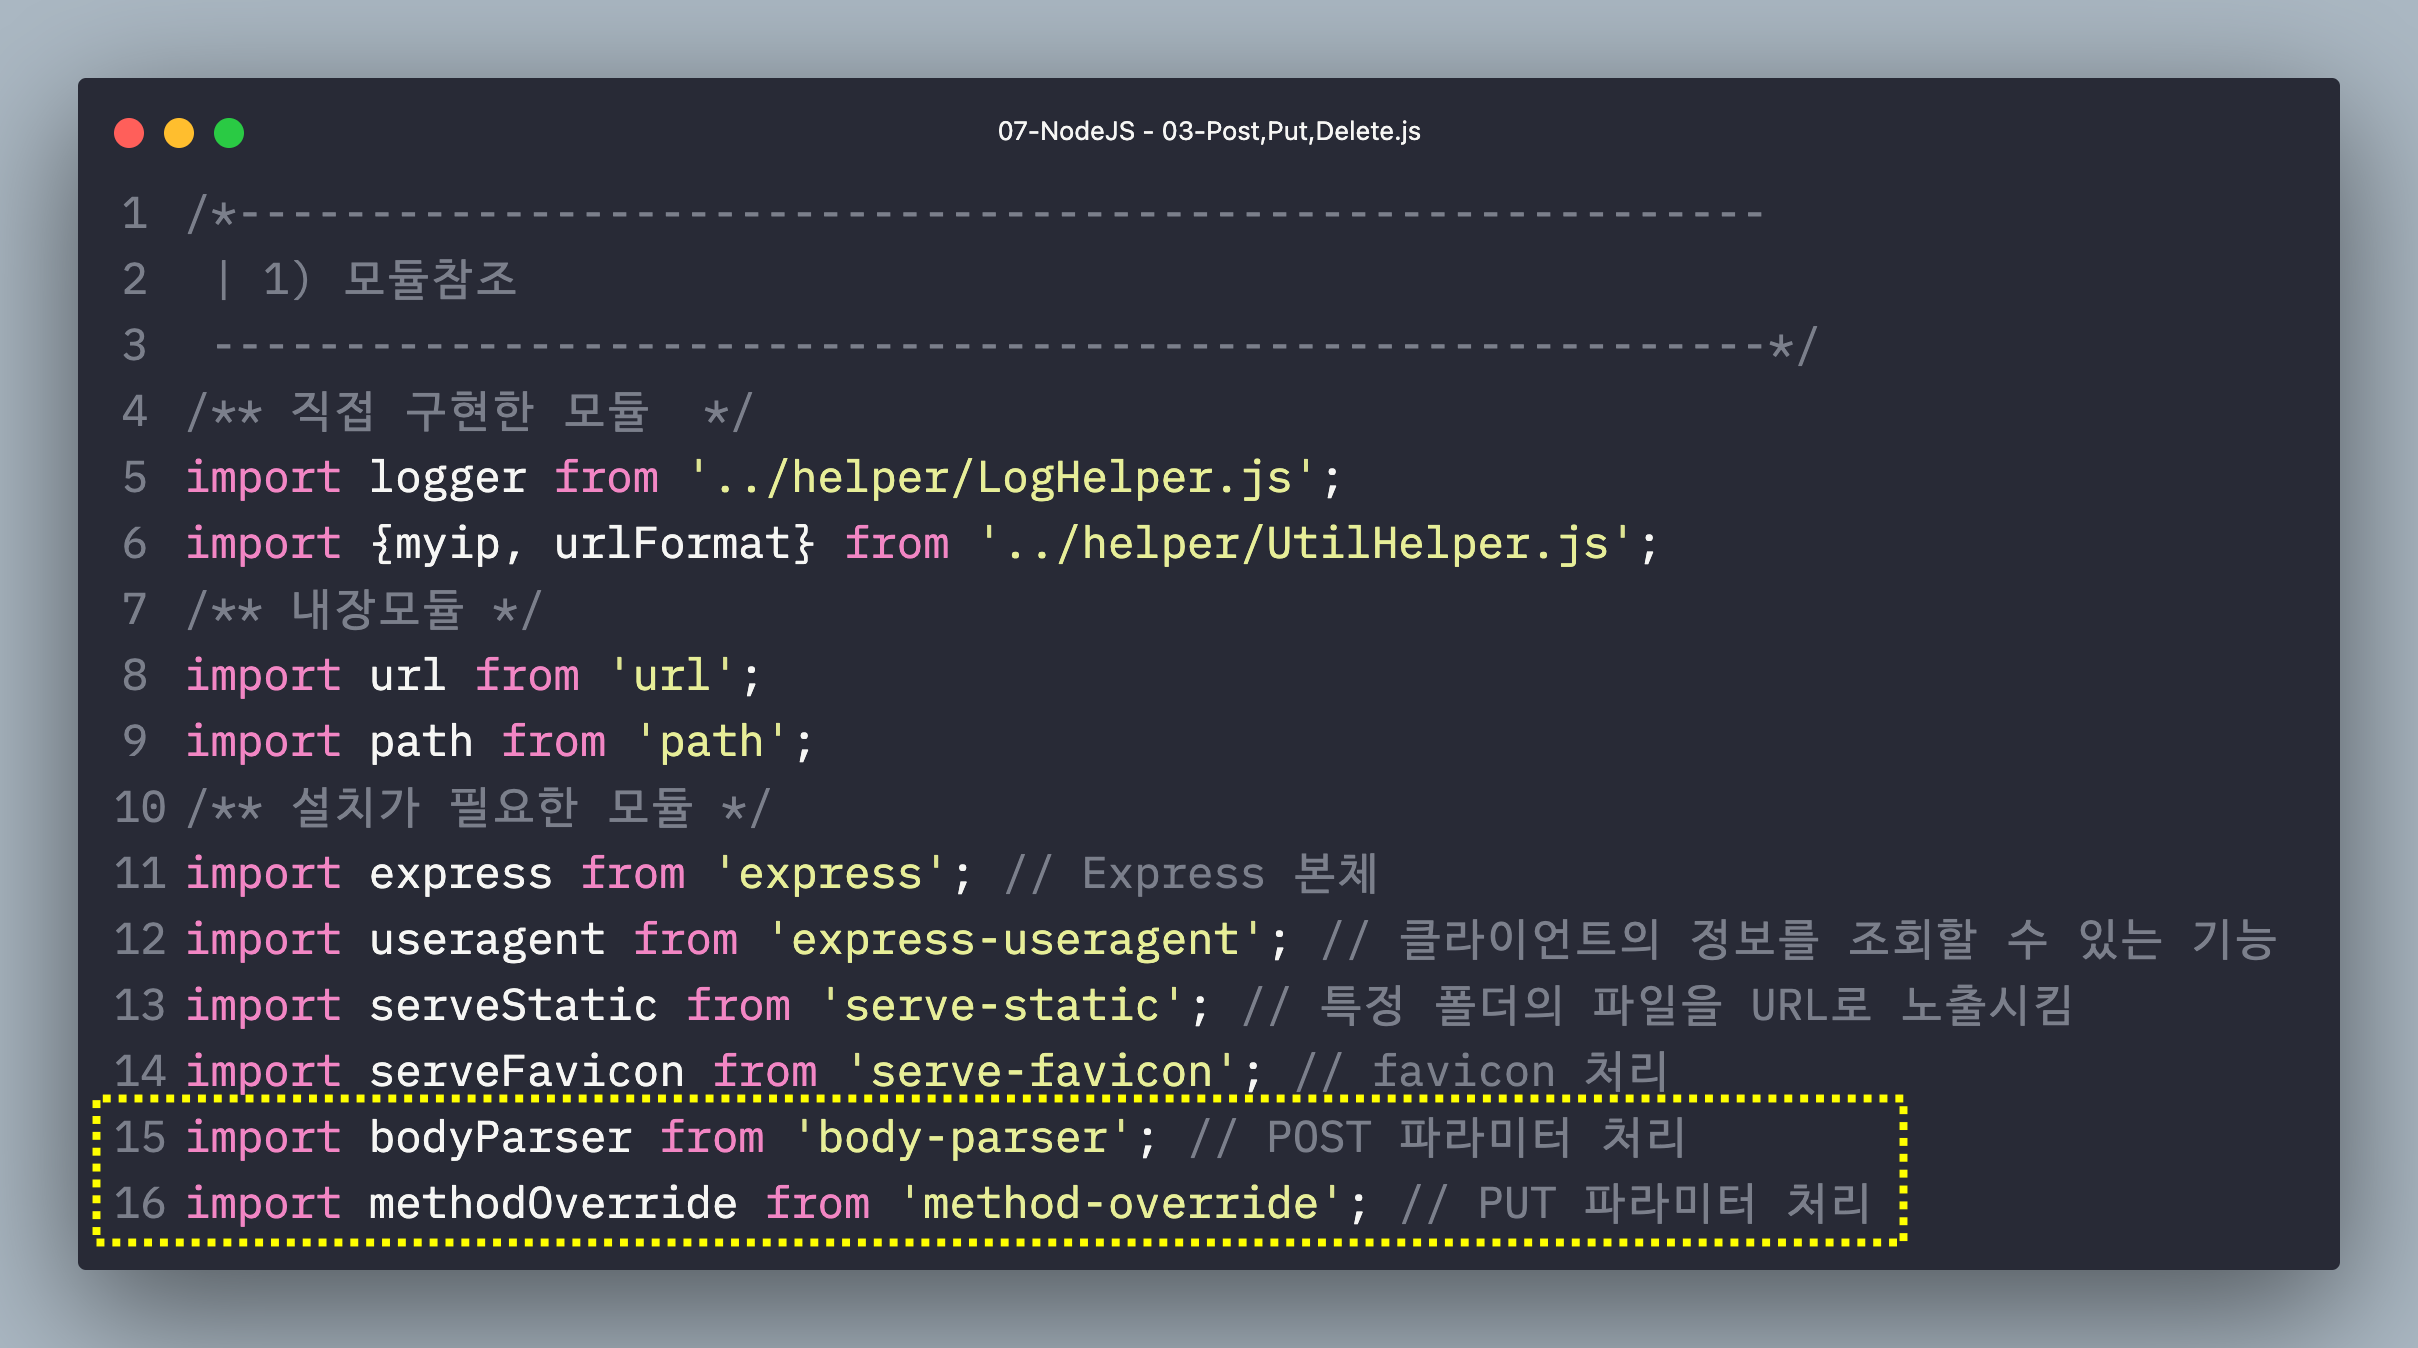 07-NodeJS - 03-Post,Put,Delete.js
1 /*----------------------------------------------------------
2  | 1) 모듈참조
3  -----------------------------------------------------------*/
4 /** 직접 구현한 모듈  */
5 import logger from '../helper/LogHelper.js';
6 import {myip, urlFormat} from '../helper/UtilHelper.js';
7 /** 내장모듈 */
8 import url from 'url';
9 import path from 'path';
10 /** 설치가 필요한 모듈 */
11 import express from 'express'; // Express 본체
12 import useragent from 'express-useragent'; // 클라이언트의 정보를 조회할 수 있는 기능
13 import serveStatic from 'serve-static'; // 특정 폴더의 파일을 URL로 노출시킴
14 import serveFavicon from 'serve-favicon'; // favicon 처리
15 import bodyParser from 'body-parser'; // POST 파라미터 처리
16 import methodOverride from 'method-override'; // PUT 파라미터 처리